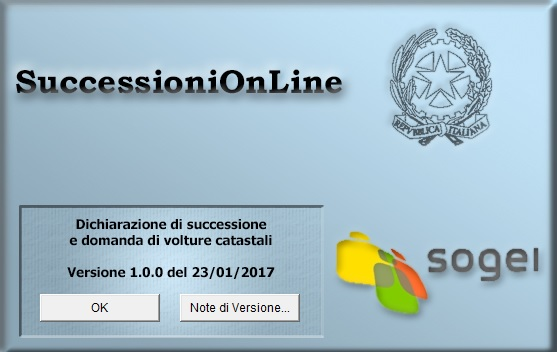 SuccessioniOnLine
REPVBBLICA ITALIANA
Dichiarazione di successione
e domanda di volture catastali
Versione 1.0.0 del 23/01/2017
OK
Note di Versione...
sogei